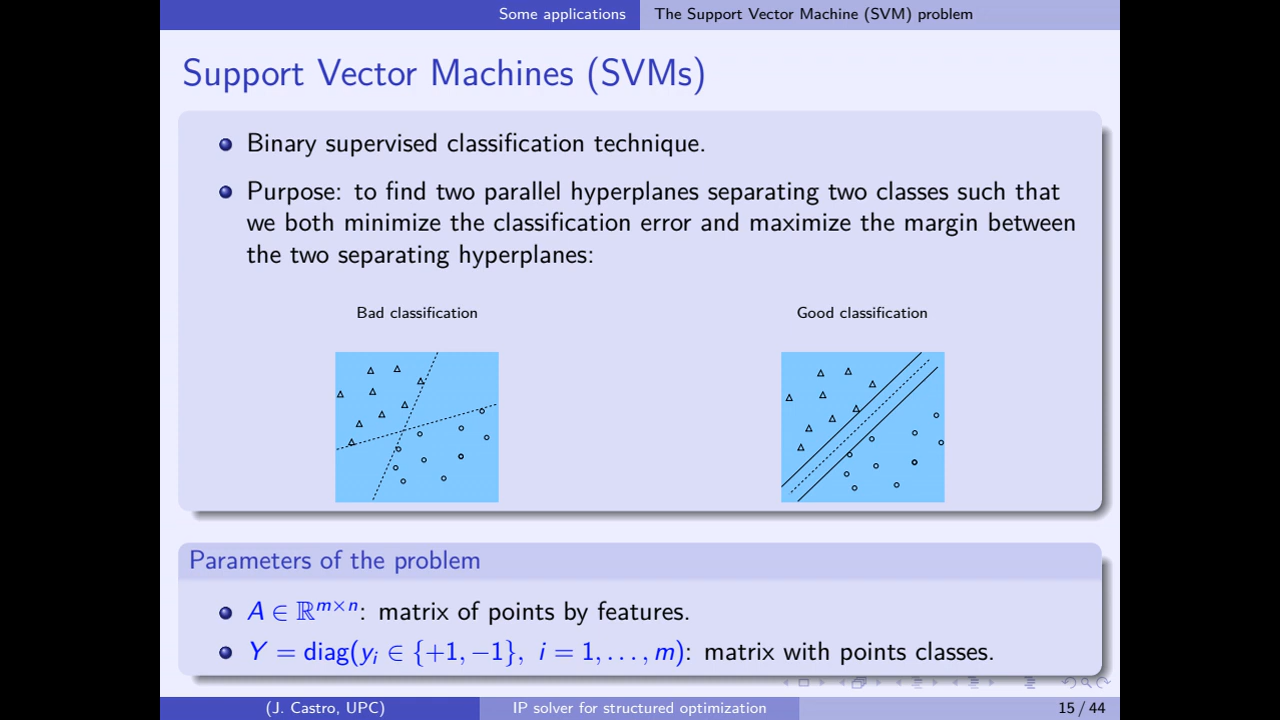 Some applications The Support Vector Machine (SVM) problem
Support Vector Machines (SVMs)
Binary supervised classification technique.
Purpose: to find two parallel hyperplanes separating two classes such that
we both minimize the classification error and maximize the margin between
the two separating hyperplanes:
Bad classification Good classification
Parameters of the problem
A ∈ ℝ^{m×n}: matrix of points by features.
Y = diag(y_i ∈ {+1, −1}, i = 1, . . . , m): matrix with points classes.
(J. Castro, UPC) IP solver for structured optimization 15 / 44